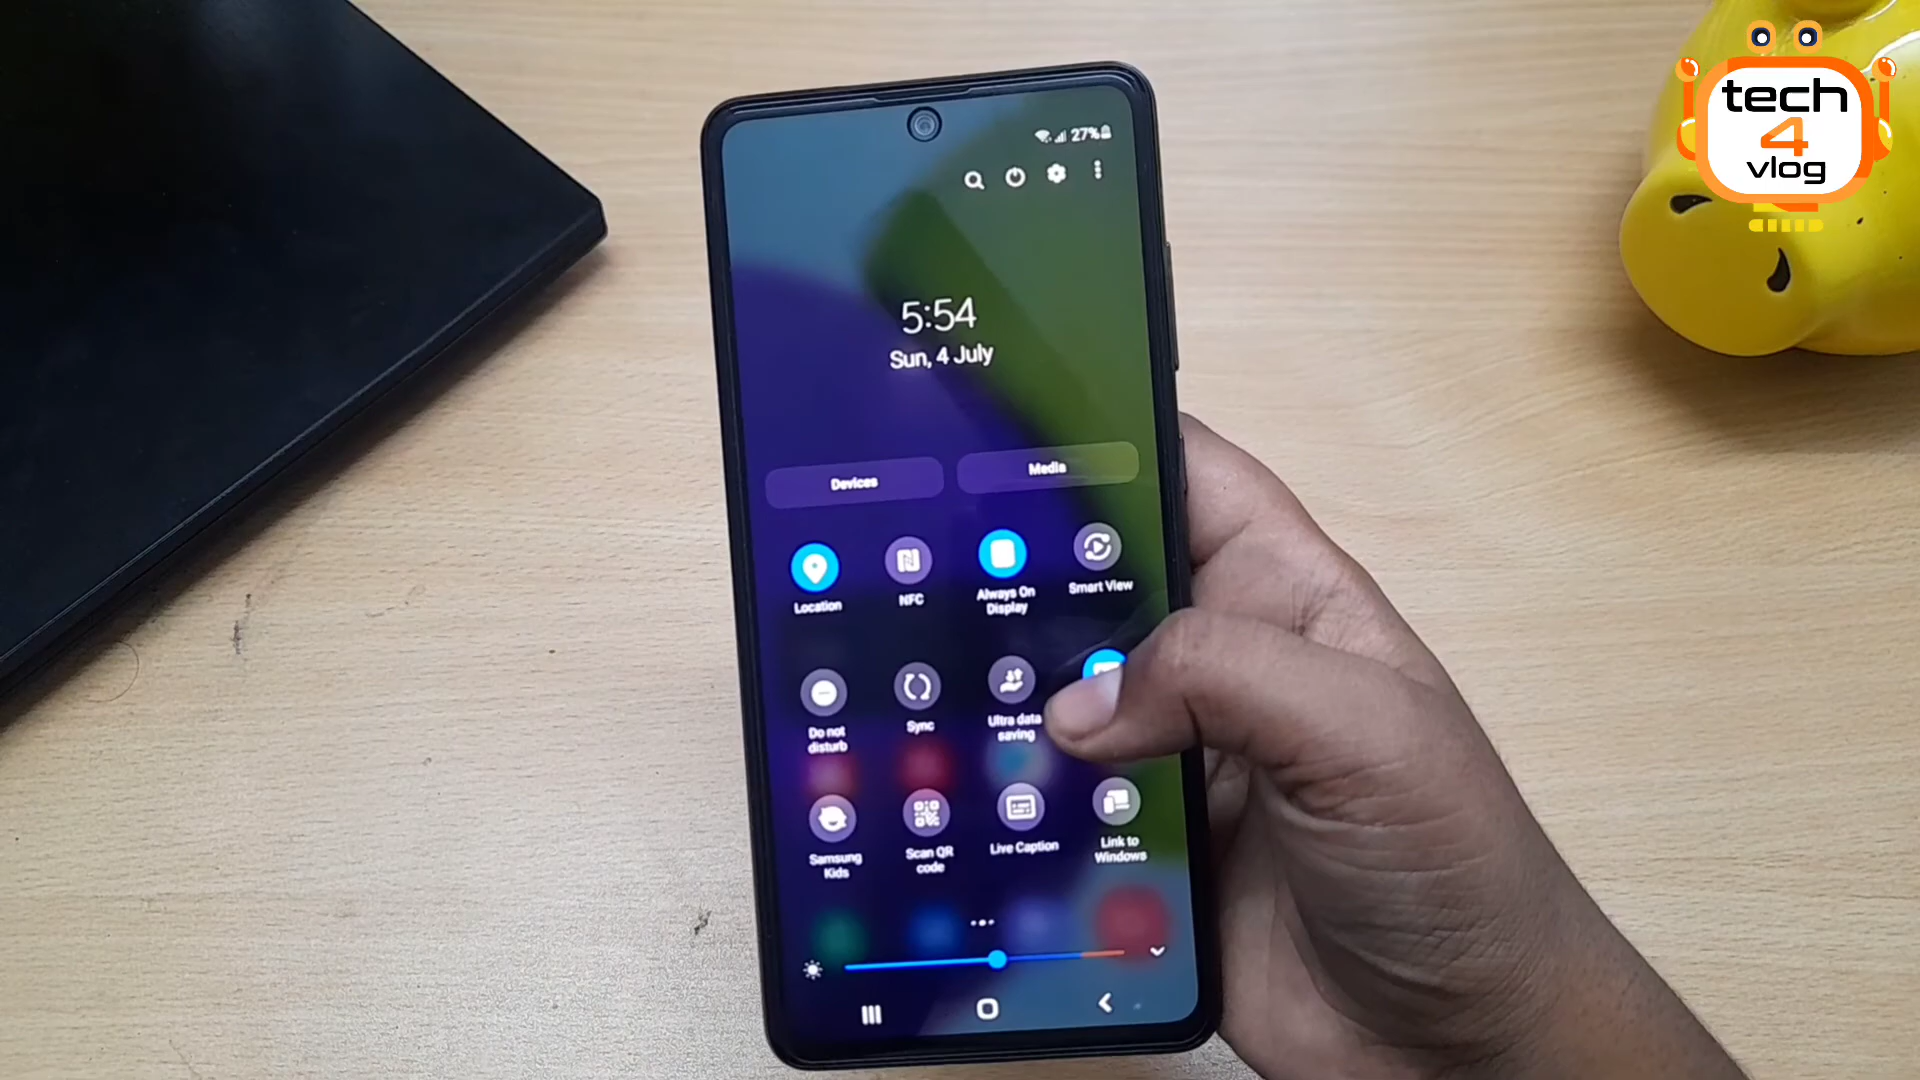 tech
4
vlog
27%
5:54
Sun, 4 July
Devices
Media
Location
NFC
Always On
Display
Smart View
Do not
disturb
Sync
Ultra data
saving
Samsung
Kids
Scan QR
code
Live Caption
Link to
Windows